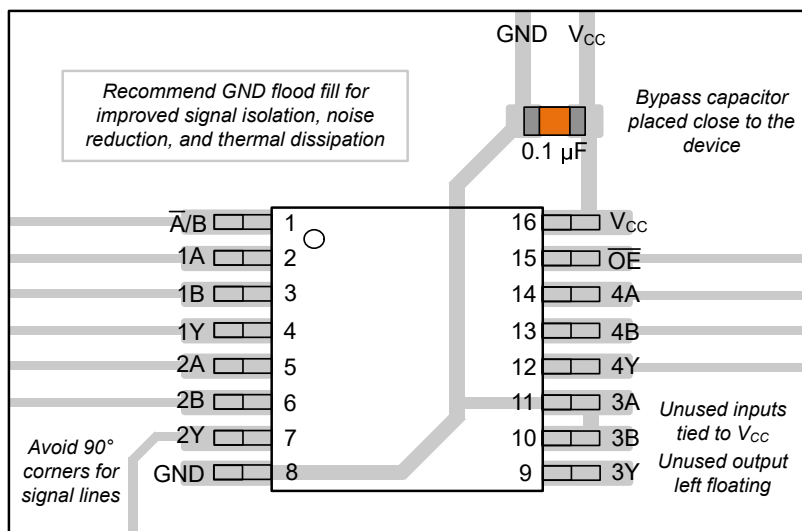 GND V_CC
Recommend GND flood fill for
improved signal isolation, noise
reduction, and thermal dissipation
Bypass capacitor
placed close to the
device
0.1 µF
A̅/B 1 16 V_CC
1A 2 15 O̅E̅
1B 3 14 4A
1Y 4 13 4B
2A 5 12 4Y
2B 6 11 3A
2Y 7 10 3B
GND 8 9 3Y
Avoid 90°
corners for
signal lines
Unused inputs
tied to V_CC
Unused output
left floating